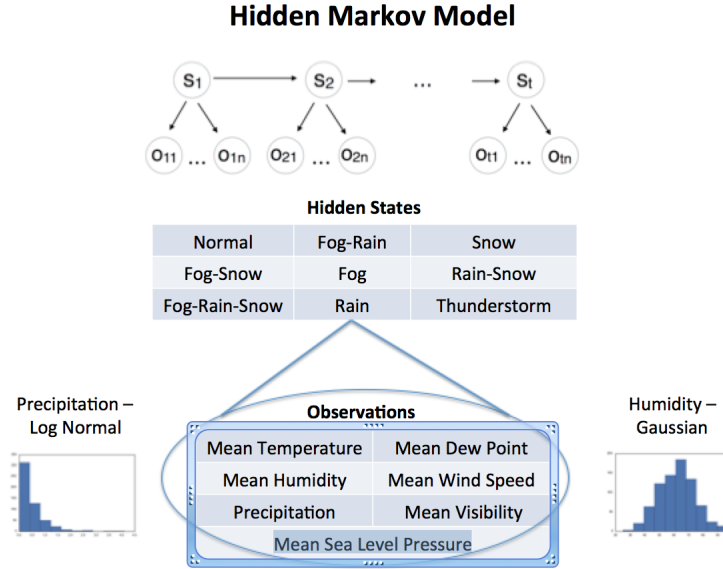 Hidden Markov Model
S1 S2 ... St
O11 ... O1n O21 ... O2n Ot1 ... Otn
Hidden States
Normal Fog-Rain Snow
Fog-Snow Fog Rain-Snow
Fog-Rain-Snow Rain Thunderstorm
Precipitation –
Log Normal
Observations
Humidity –
Gaussian
Mean Temperature Mean Dew Point
Mean Humidity Mean Wind Speed
Precipitation Mean Visibility
Mean Sea Level Pressure